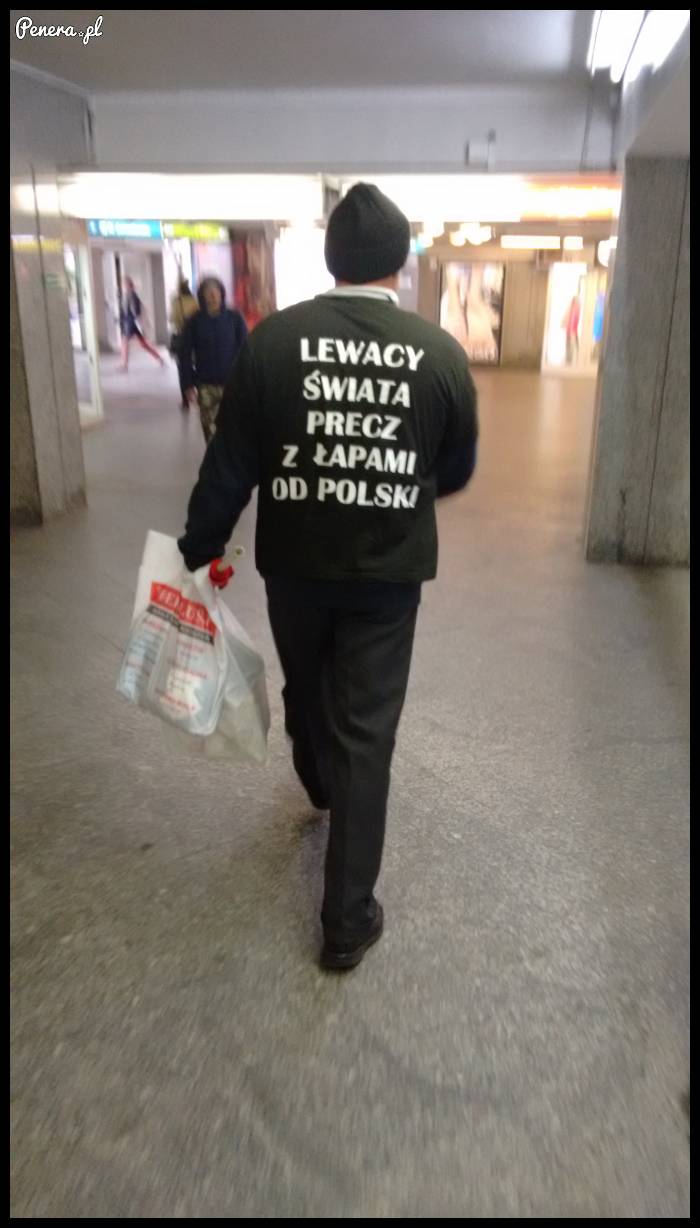 Penera.pl
LEWACY
ŚWIATA
PRECZ
Z ŁAPAMI
OD POLSKI